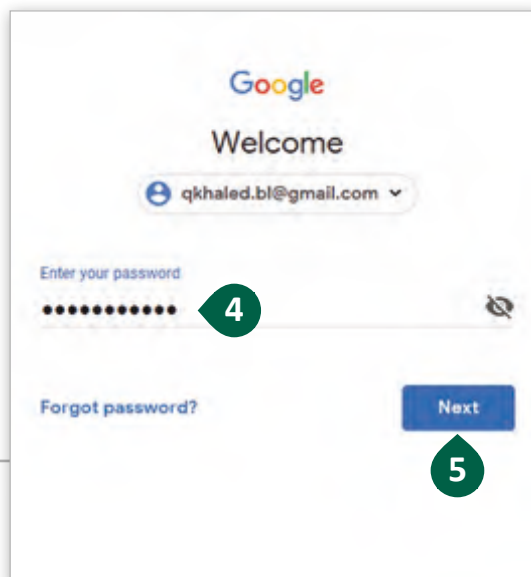 Google
Welcome
qkhaled.bl@gmail.com
Enter your password
••••••••••• 4
Forgot password? Next
5